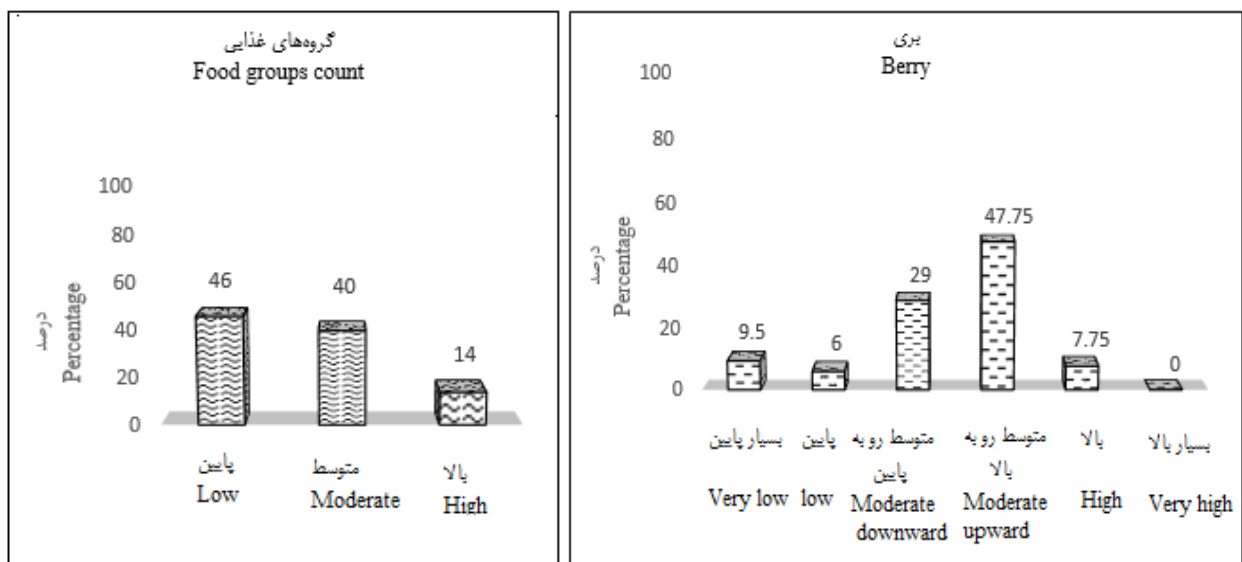 گروه‌های غذایی
Food groups count
100
80
60
40
20
0
درصد
Percentage
46
40
14
پایین
Low
متوسط
Moderate
بالا
High
بری
Berry
100
80
60
40
20
0
درصد
Percentage
9.5
6
29
47.75
7.75
0
بسیار پایین
Very low
پایین
low
متوسط رو به
پایین
Moderate
downward
متوسط رو به
بالا
Moderate
upward
بالا
High
بسیار بالا
Very high